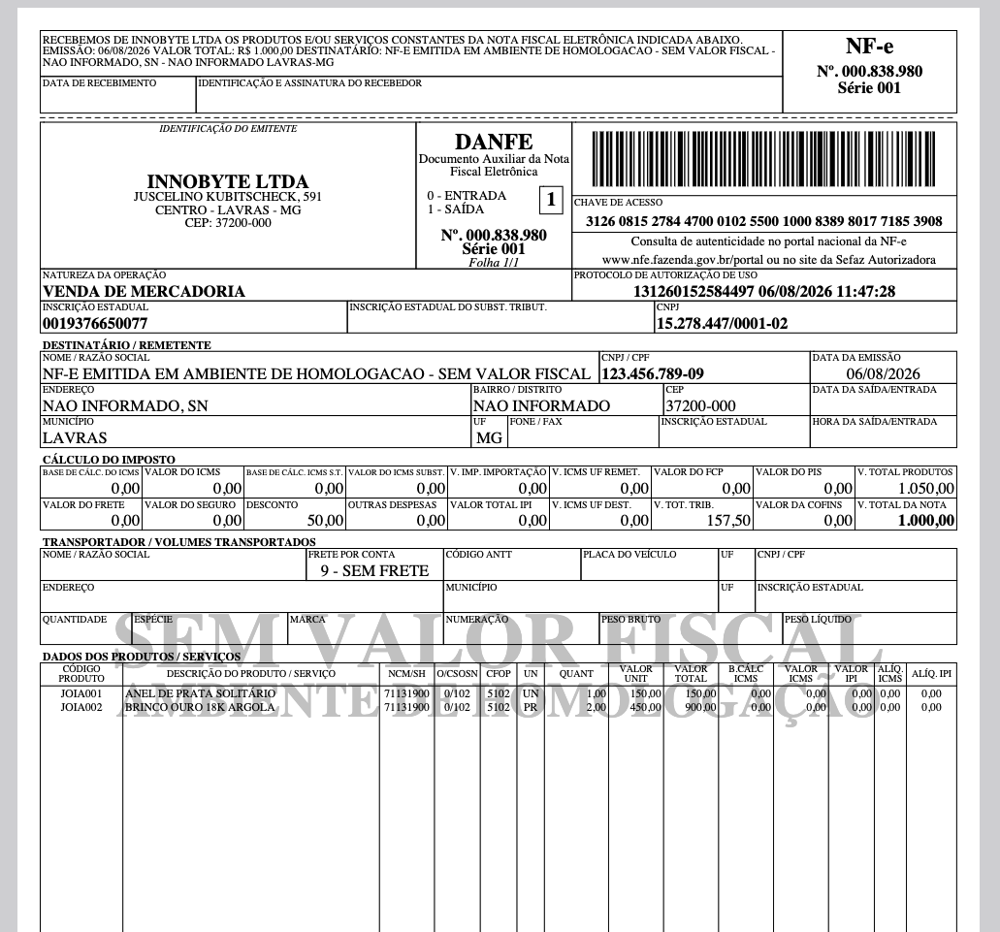 RECEBEMOS DE INNOBYTE LTDA OS PRODUTOS E/OU SERVIÇOS CONSTANTES DA NOTA FISCAL ELETRÔNICA INDICADA ABAIXO.
EMISSÃO: 06/08/2026 VALOR TOTAL: R$ 1.000,00 DESTINATÁRIO: NF-E EMITIDA EM AMBIENTE DE HOMOLOGACAO - SEM VALOR FISCAL -
NAO INFORMADO, SN - NAO INFORMADO LAVRAS-MG
DATA DE RECEBIMENTO IDENTIFICAÇÃO E ASSINATURA DO RECEBEDOR
NF-e
Nº. 000.838.980
Série 001
IDENTIFICAÇÃO DO EMITENTE
INNOBYTE LTDA
JUSCELINO KUBITSCHECK, 591
CENTRO - LAVRAS - MG
CEP: 37200-000
DANFE
Documento Auxiliar da Nota
Fiscal Eletrônica
0 - ENTRADA
1 - SAÍDA
1
Nº. 000.838.980
Série 001
Folha 1/1
CHAVE DE ACESSO
3126 0815 2784 4700 0102 5500 1000 8389 8017 7185 3908
Consulta de autenticidade no portal nacional da NF-e
www.nfe.fazenda.gov.br/portal ou no site da Sefaz Autorizadora
NATUREZA DA OPERAÇÃO PROTOCOLO DE AUTORIZAÇÃO DE USO
VENDA DE MERCADORIA 131260152584497 06/08/2026 11:47:28
INSCRIÇÃO ESTADUAL INSCRIÇÃO ESTADUAL DO SUBST. TRIBUT. CNPJ
0019376650077 15.278.447/0001-02
DESTINATÁRIO / REMETENTE
NOME / RAZÃO SOCIAL CNPJ / CPF DATA DA EMISSÃO
NF-E EMITIDA EM AMBIENTE DE HOMOLOGACAO - SEM VALOR FISCAL 123.456.789-09 06/08/2026
ENDEREÇO BAIRRO / DISTRITO CEP DATA DA SAÍDA/ENTRADA
NAO INFORMADO, SN NAO INFORMADO 37200-000
MUNICÍPIO UF FONE / FAX INSCRIÇÃO ESTADUAL HORA DA SAÍDA/ENTRADA
LAVRAS MG
CÁLCULO DO IMPOSTO
BASE DE CÁLC. DO ICMS VALOR DO ICMS BASE DE CÁLC. ICMS S.T. VALOR DO ICMS SUBST. V. IMP. IMPORTAÇÃO V. ICMS UF REMET. VALOR DO FCP VALOR DO PIS V. TOTAL PRODUTOS
0,00 0,00 0,00 0,00 0,00 0,00 0,00 0,00 1.050,00
VALOR DO FRETE VALOR DO SEGURO DESCONTO OUTRAS DESPESAS VALOR TOTAL IPI V. ICMS UF DEST. V. TOT. TRIB. VALOR DA COFINS V. TOTAL DA NOTA
0,00 0,00 50,00 0,00 0,00 0,00 157,50 0,00 1.000,00
TRANSPORTADOR / VOLUMES TRANSPORTADOS
NOME / RAZÃO SOCIAL FRETE POR CONTA CÓDIGO ANTT PLACA DO VEÍCULO UF CNPJ / CPF
9 - SEM FRETE
ENDEREÇO MUNICÍPIO UF INSCRIÇÃO ESTADUAL
QUANTIDADE ESPÉCIE MARCA NUMERAÇÃO PESO BRUTO PESO LÍQUIDO
SEM VALOR FISCAL
DADOS DOS PRODUTOS / SERVIÇOS
CÓDIGO PRODUTO DESCRIÇÃO DO PRODUTO / SERVIÇO NCM/SH O/CSOSN CFOP UN QUANT VALOR UNIT VALOR TOTAL B.CÁLC ICMS VALOR ICMS VALOR IPI ALÍQ. ICMS ALÍQ. IPI
JOIA001 ANEL DE PRATA SOLITÁRIO 71131900 0/102 5102 UN 1,00 150,00 150,00 0,00 0,00 0,00 0,00 0,00
JOIA002 BRINCO OURO 18K ARGOLA 71131900 0/102 5102 PR 2,00 450,00 900,00 0,00 0,00 0,00 0,00 0,00
AMBIENTE DE HOMOLOGAÇÃO